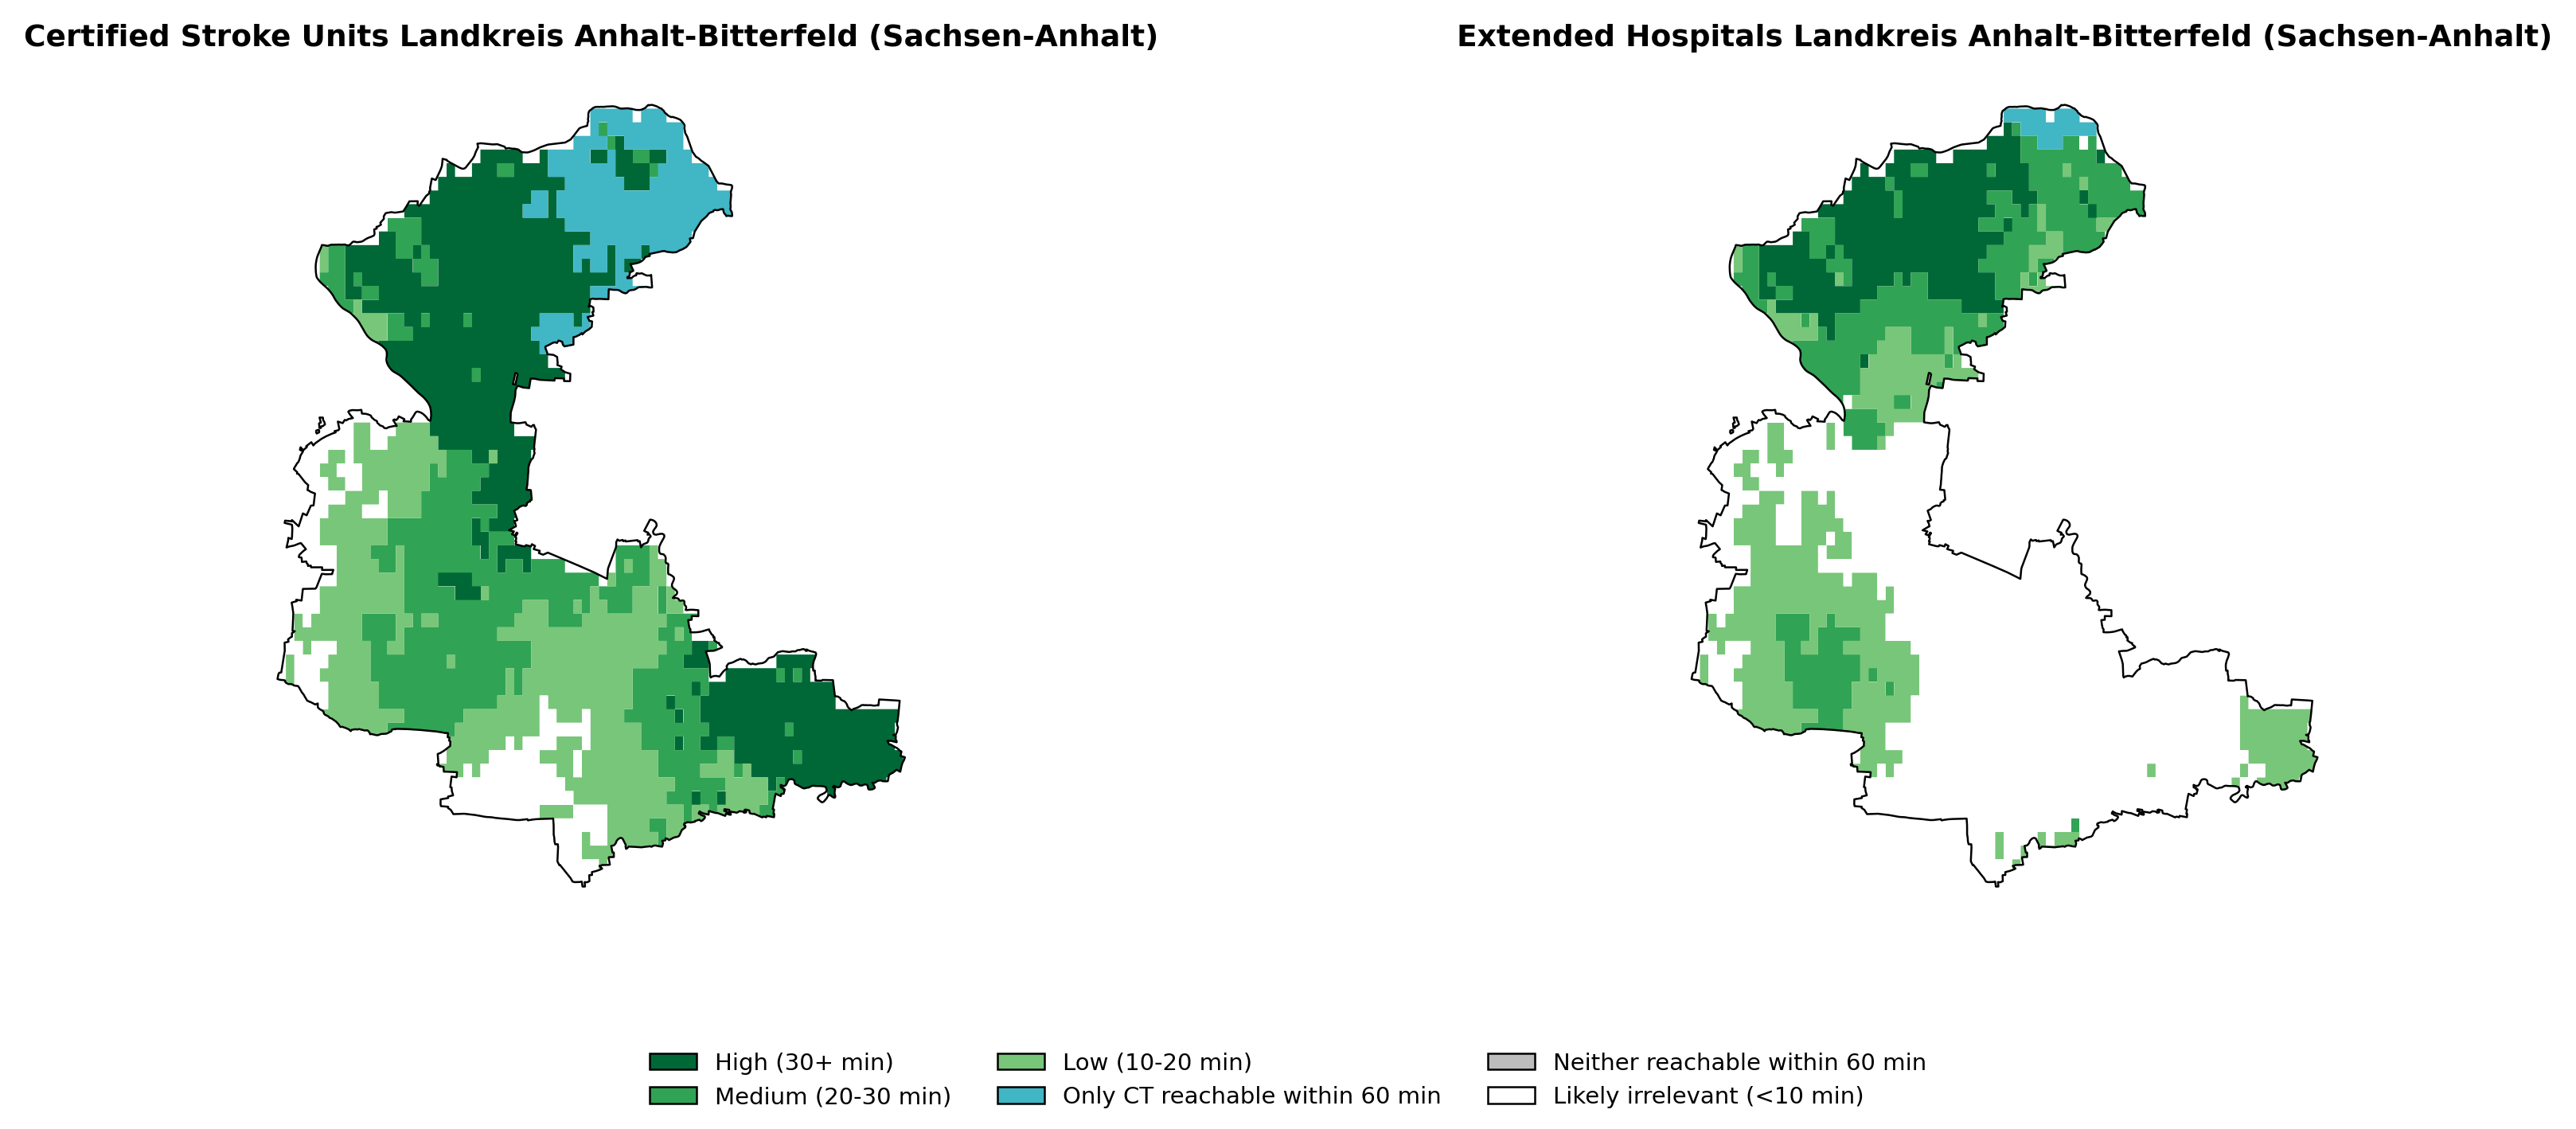 Certified Stroke Units Landkreis Anhalt-Bitterfeld (Sachsen-Anhalt)
Extended Hospitals Landkreis Anhalt-Bitterfeld (Sachsen-Anhalt)
High (30+ min)
Medium (20-30 min)
Low (10-20 min)
Only CT reachable within 60 min
Neither reachable within 60 min
Likely irrelevant (<10 min)